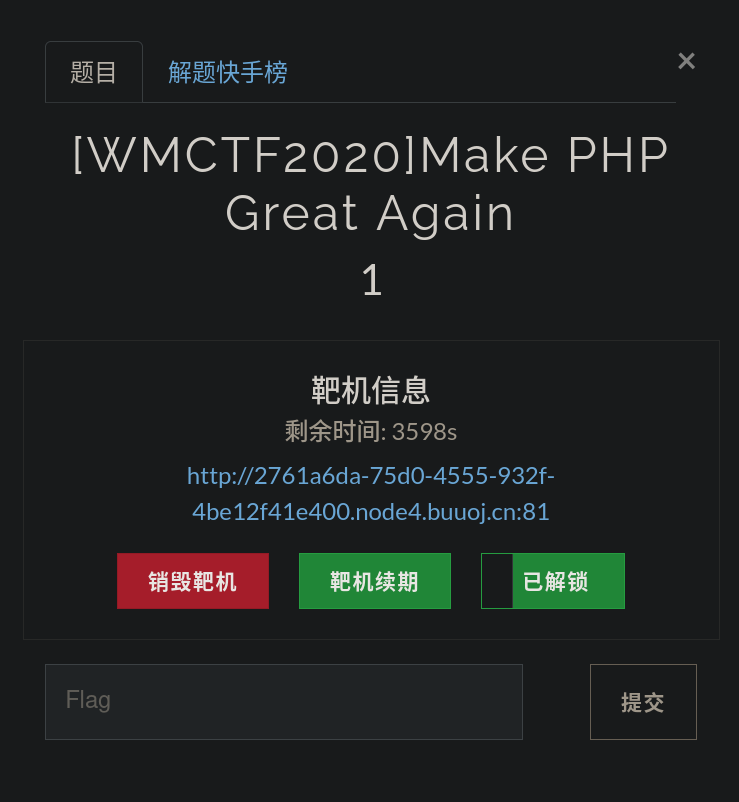 题目
解题快手榜
×
[WMCTF2020]Make PHP
Great Again
1
靶机信息
剩余时间: 3598s
http://2761a6da-75d0-4555-932f-
4be12f41e400.node4.buuoj.cn:81
销毁靶机
靶机续期
已解锁
Flag
提交